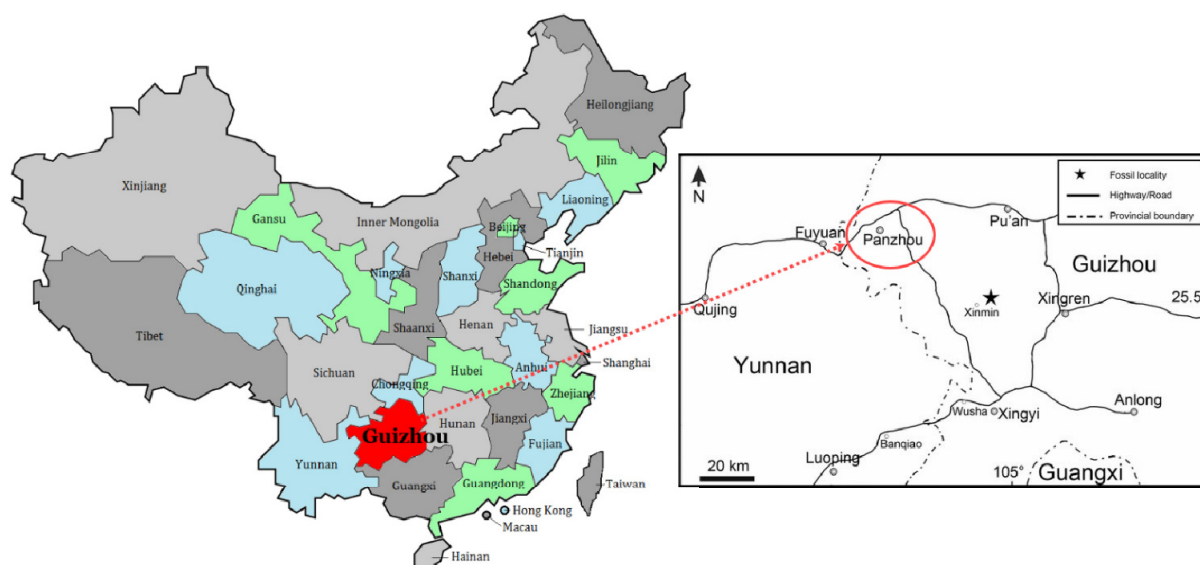 Heilongjiang
Jilin
Xinjiang
Liaoning
Gansu
Inner Mongolia
Beijing
Tianjin
Hebei
Ningxia
Shanxi
Qinghai
Shandong
Tibet
Shaanxi
Henan
Jiangsu
Shanghai
Sichuan
Chongqing
Hubei
Anhui
Zhejiang
Guizhou
Hunan
Jiangxi
Yunnan
Fujian
Guangxi
Guangdong
Taiwan
Hong Kong
Macau
Hainan
N
Fossil locality
Highway/Road
Provincial boundary
Pu'an
Fuyuan
Panzhou
Guizhou
Qujing
Xinmin
Xingren
25.5
Yunnan
Wusha
Xingyi
Anlong
Banqiao
Luoping
20 km
105°
Guangxi